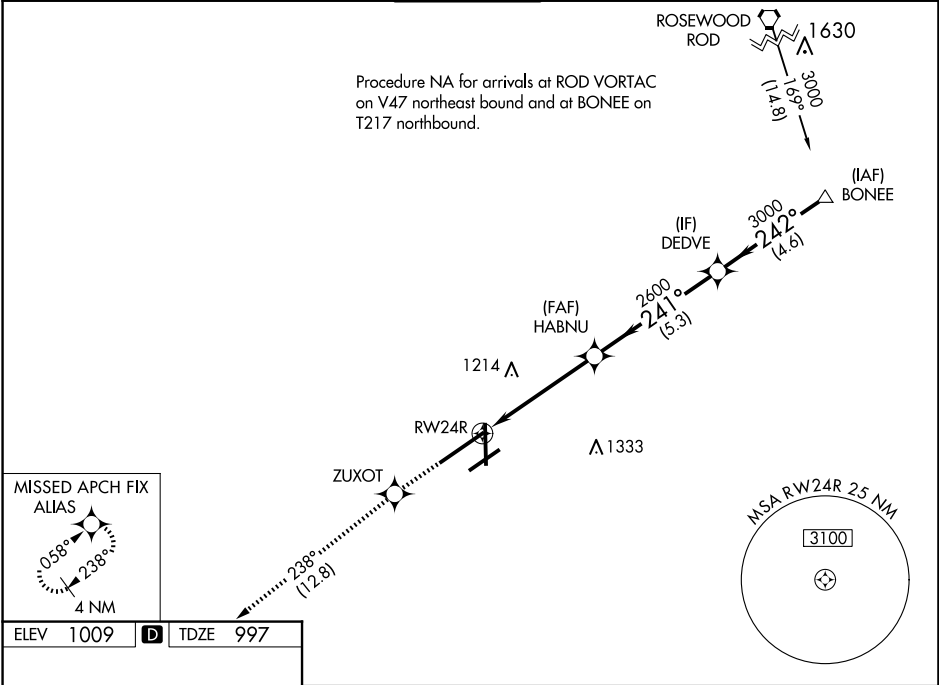 ROSEWOOD
ROD
1630
Procedure NA for arrivals at ROD VORTAC
on V47 northeast bound and at BONEE on
T217 northbound.
3000
169°
(14.8)
(IAF)
BONEE
3000
242°
(4.6)
(IF)
DEDVE
2600
241°
(5.3)
(FAF)
HABNU
1214
RW24R
1333
ZUXOT
MISSED APCH FIX
ALIAS
058°
238°
4 NM
238°
(12.8)
MSA RW24R 25 NM
3100
ELEV 1009 D TDZE 997